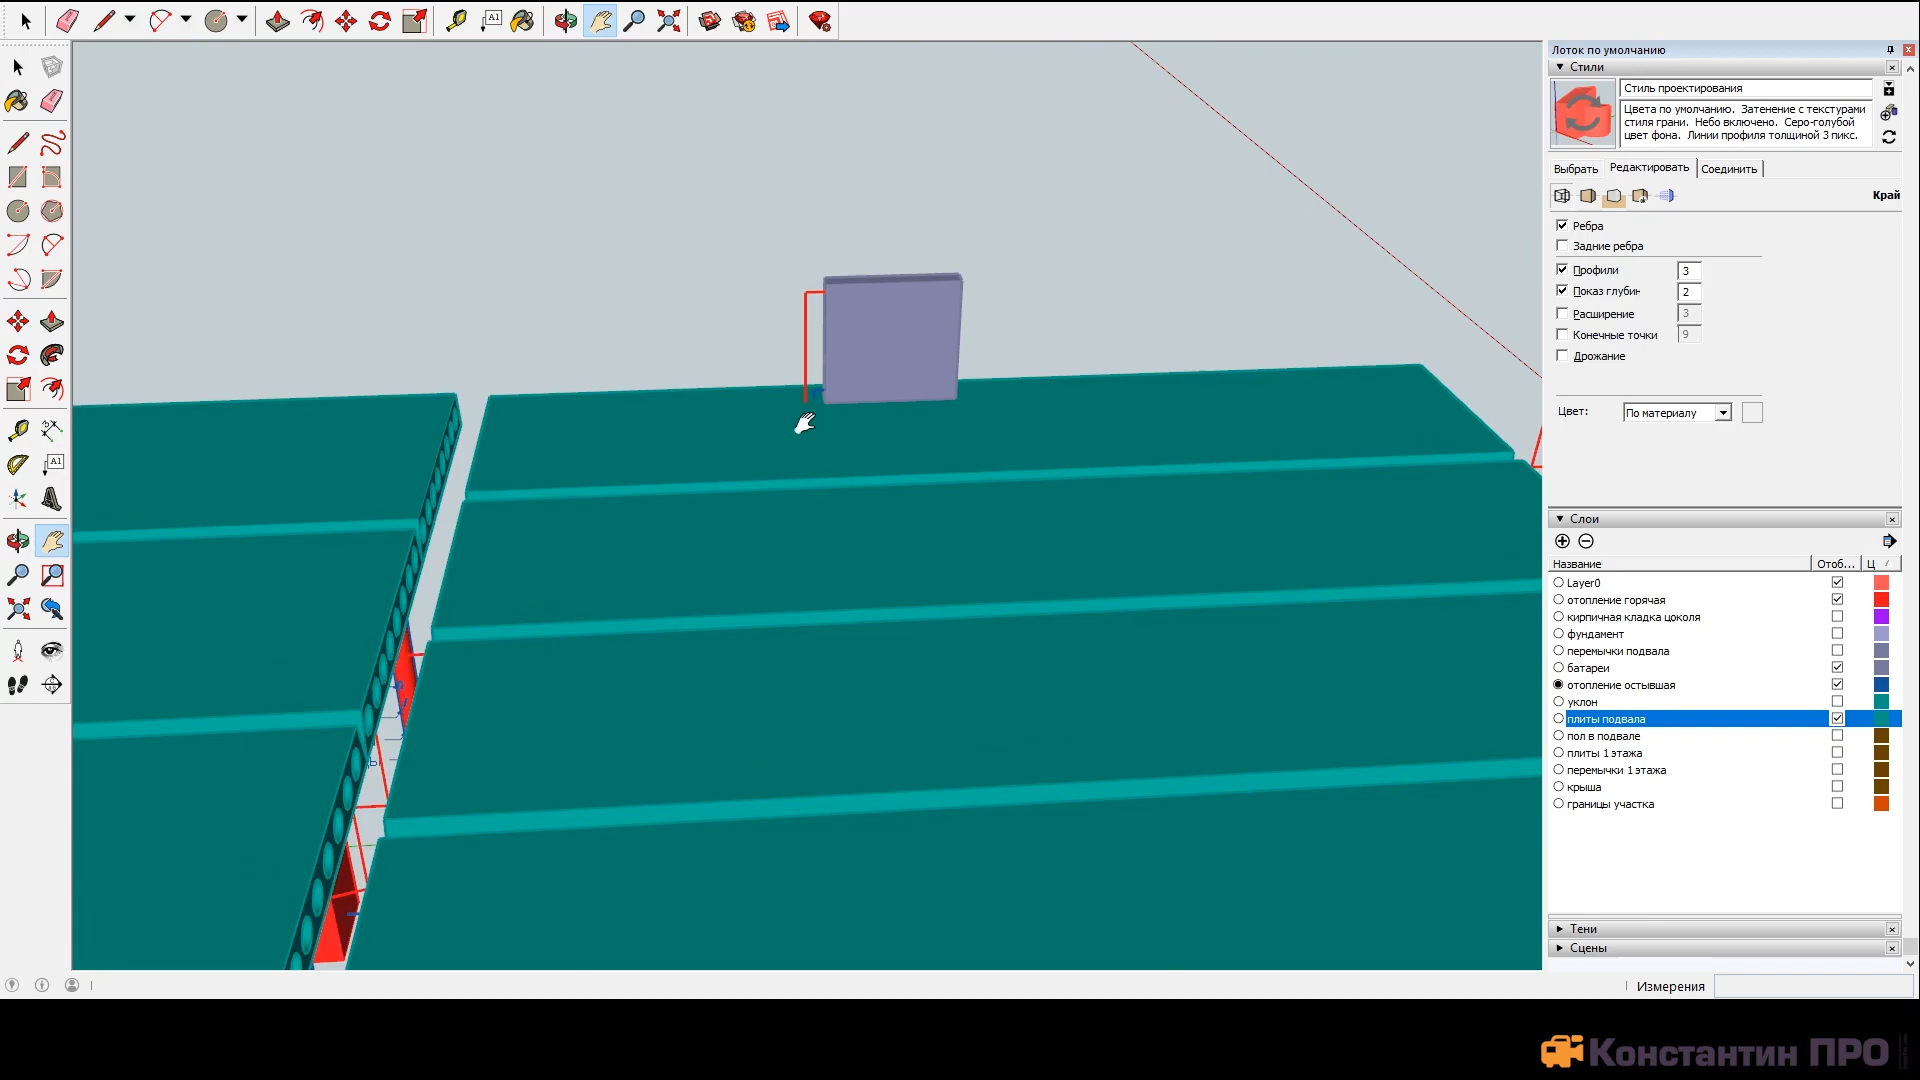 A1
Лоток по умолчанию
Стили
Стиль проектирования
Цвета по умолчанию. Затенение с текстурами
стиля грани. Небо включено. Серо-голубой
цвет фона. Линии профиля толщиной 3 пикс.
Выбрать Редактировать Соединить
Край
Ребра
Задние ребра
Профили 3
Показ глубин 2
Расширение 3
Конечные точки 9
Дрожание
Цвет: По материалу
A1
Слои
Название Отоб... Ц
Layer0
отопление горячая
кирпичная кладка цоколя
фундамент
перемычки подвала
батареи
отопление остывшая
уклон
плиты подвала
пол в подвале
плиты 1 этажа
перемычки 1 этажа
крыша
границы участка
Тени
Сцены
Измерения
Константин ПРО